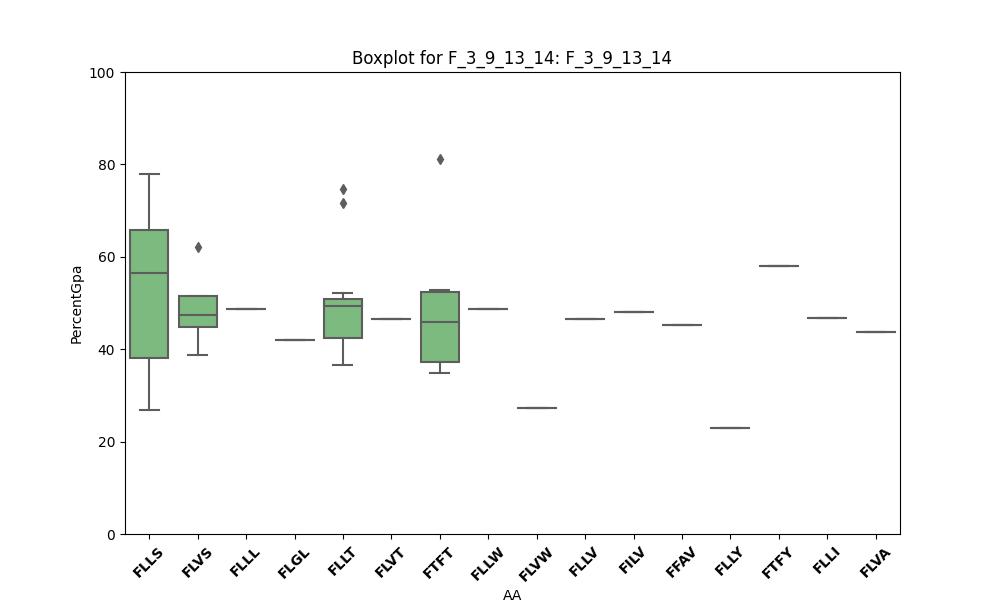 Boxplot for F_3_9_13_14: F_3_9_13_14
PercentGpa
100
80
60
40
20
0
FLLS FLVS FLLL FLGL FLLT FLVT FTFT FLLW FLVW FLLV FILV FFAV FLLY FTFY FLLI FLVA
AA